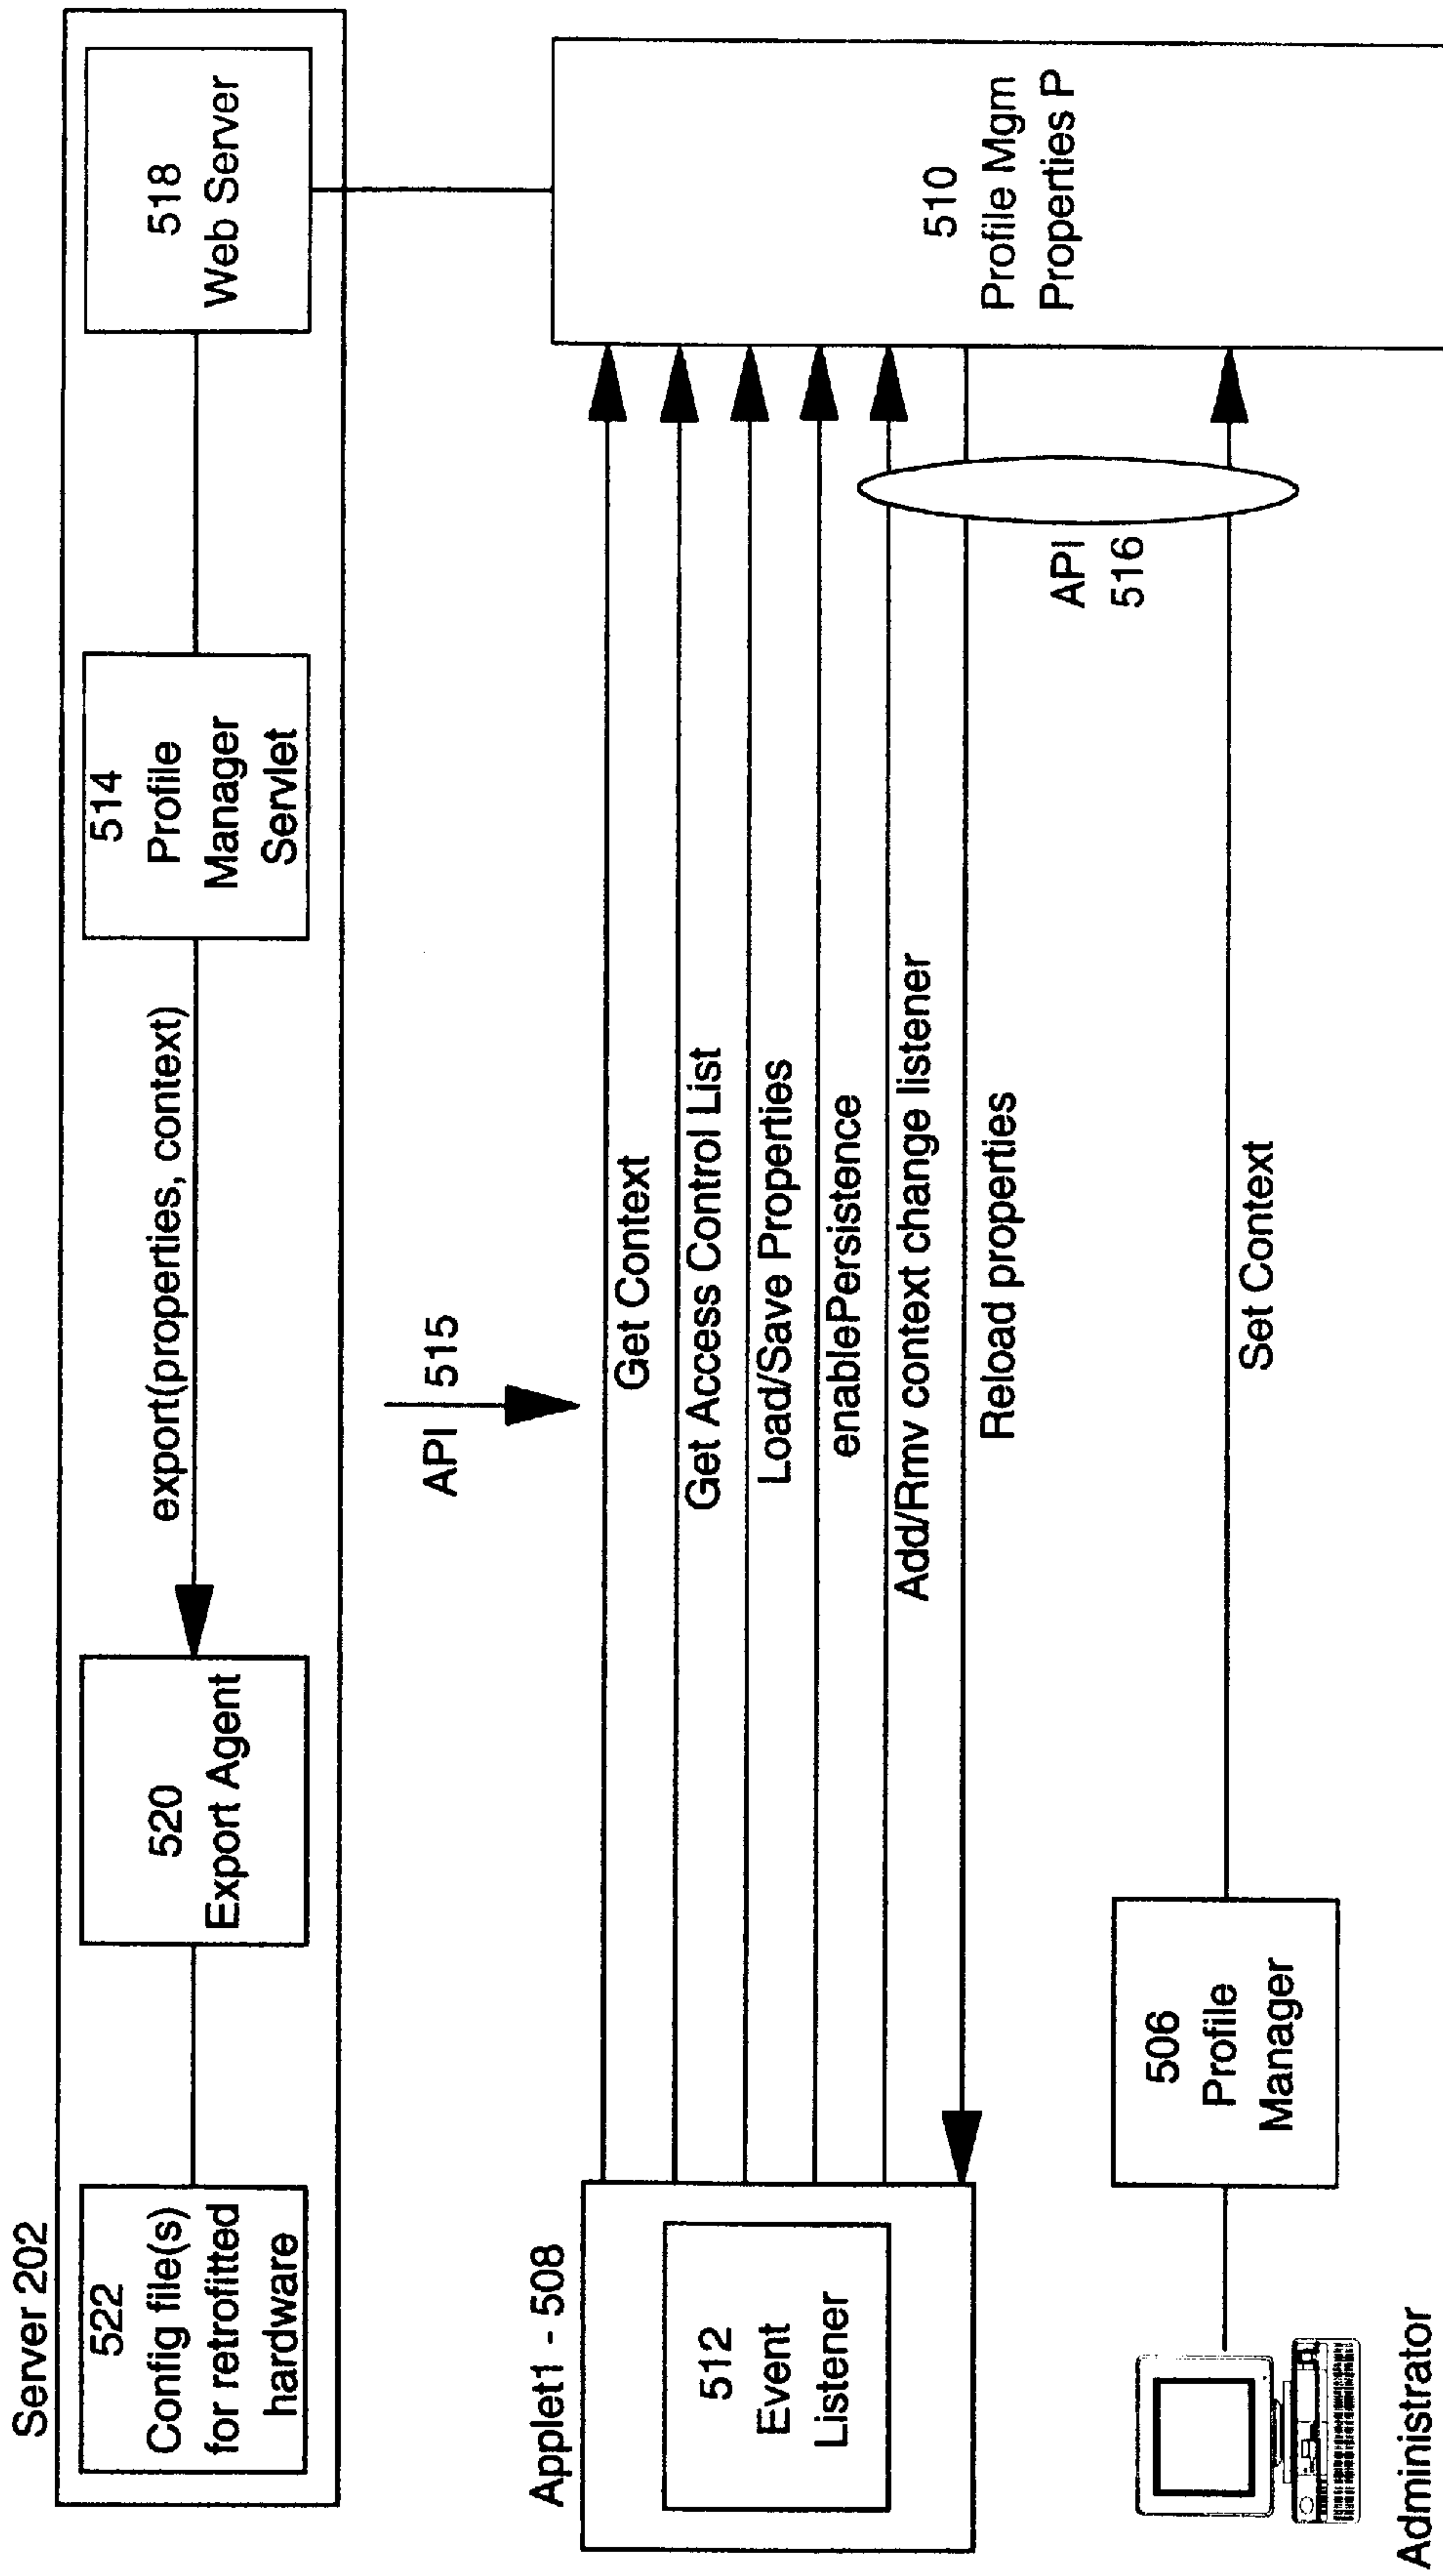 Server 202
522
Config file(s)
for retrofitted
hardware
520
Export Agent
export(properties, context)
514
Profile
Manager
Servlet
518
Web Server
API 515
Applet1 - 508
512
Event
Listener
Get Context
Get Access Control List
Load/Save Properties
enablePersistence
Add/Rmv context change listener
Reload properties
API
516
510
Profile Mgm
Properties P
506
Profile
Manager
Set Context
Administrator